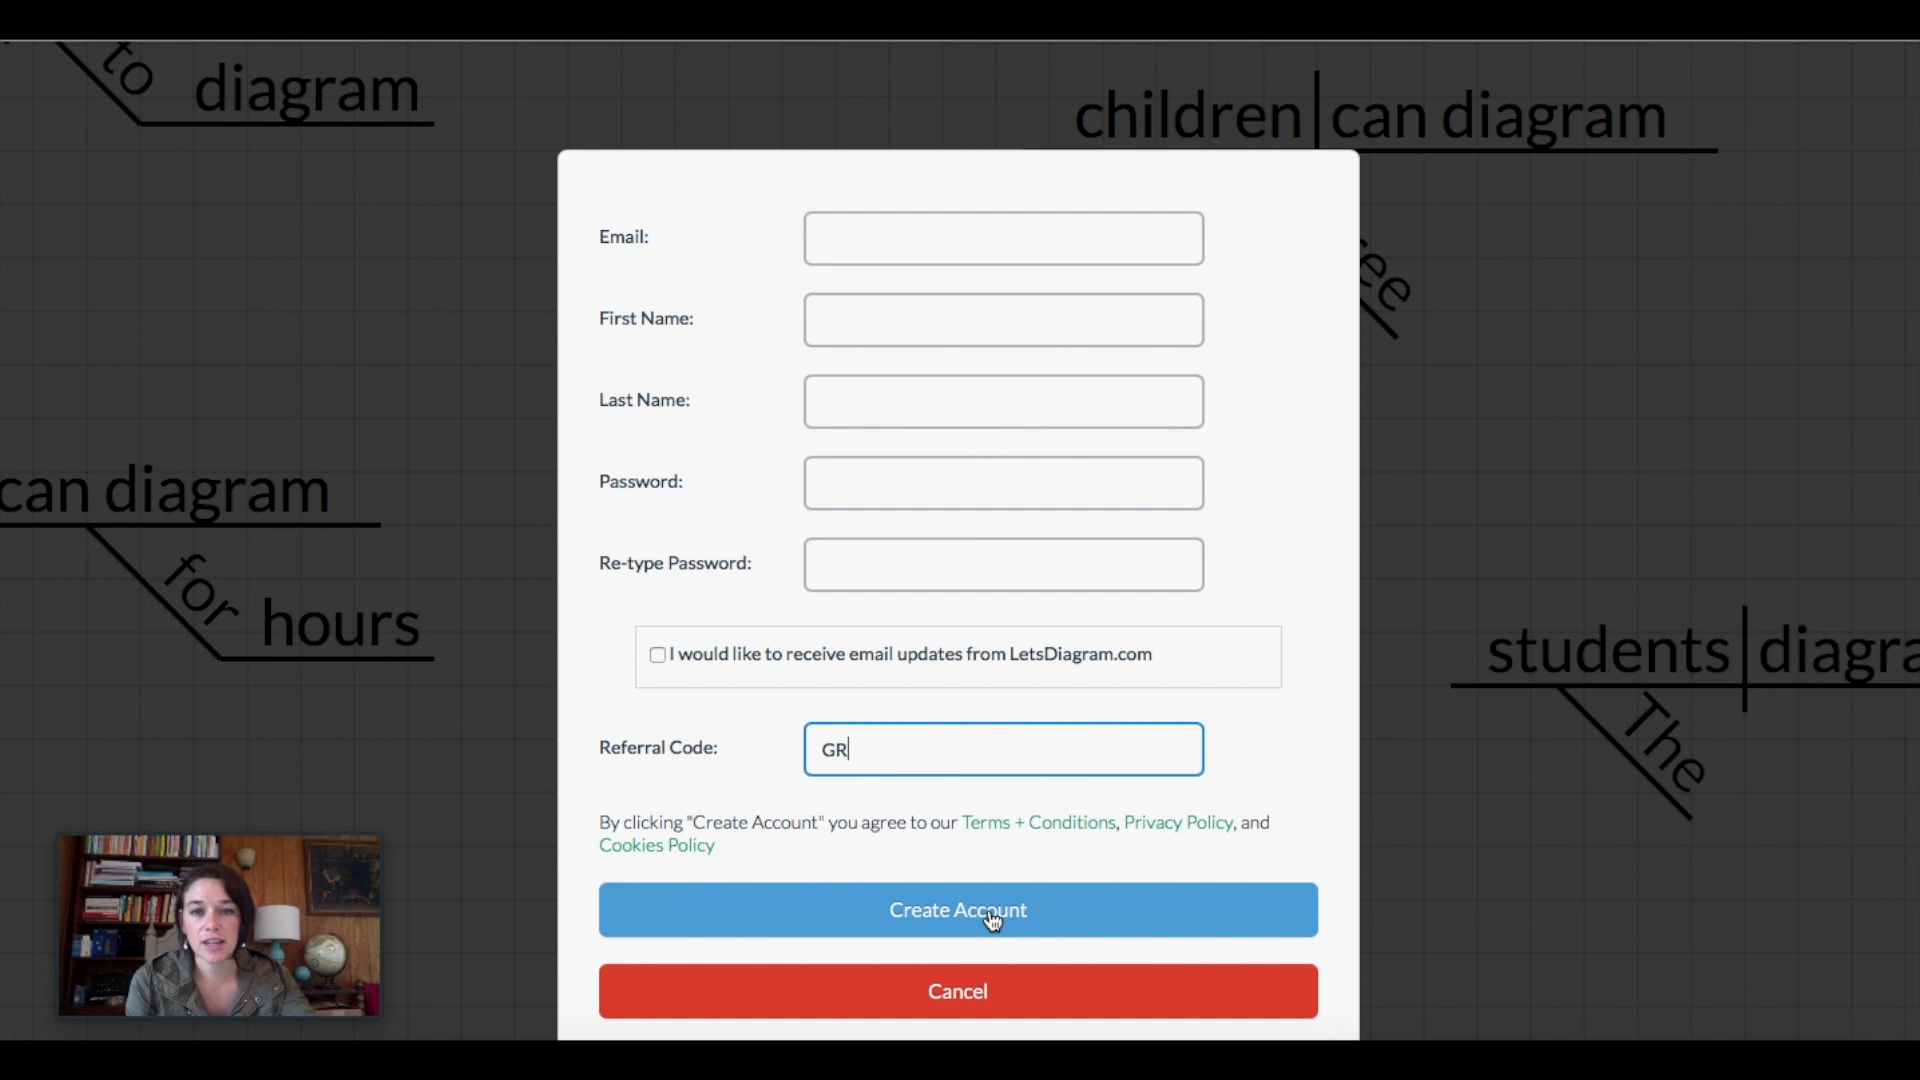 to diagram
children can diagram
Email:
First Name:
Last Name:
can diagram
Password:
Re-type Password:
for hours
I would like to receive email updates from LetsDiagram.com
students
The
Referral Code:
GR
By clicking "Create Account" you agree to our Terms + Conditions, Privacy Policy, and
Cookies Policy
Create Account
Cancel